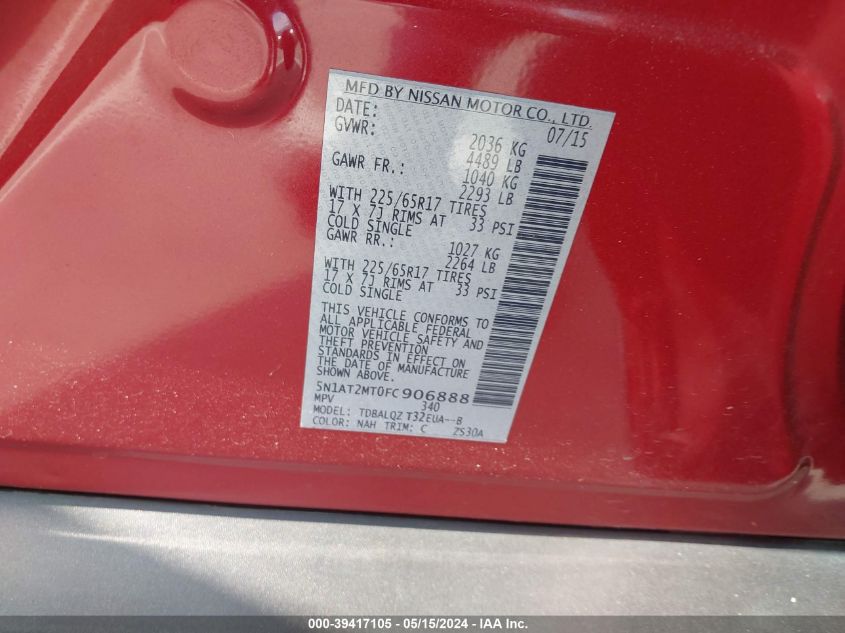 MFD BY NISSAN MOTOR CO., LTD.
DATE: 07/15
GVWR: 2036 KG
4489 LB
GAWR FR.: 1040 KG
2293 LB
WITH 225/65R17 TIRES
17 X 7J RIMS AT 33 PSI
COLD SINGLE
GAWR RR.: 1027 KG
2264 LB
WITH 225/65R17 TIRES
17 X 7J RIMS AT 33 PSI
COLD SINGLE
THIS VEHICLE CONFORMS TO
ALL APPLICABLE FEDERAL
MOTOR VEHICLE SAFETY AND
THEFT PREVENTION
STANDARDS IN EFFECT ON
THE DATE OF MANUFACTURE
SHOWN ABOVE.
5N1AT2MT0FC906888
MPV 340
MODEL: TDBALQZ T32EUA--B
COLOR: NAH TRIM: C ZS30A
000-39417105 - 05/15/2024 - IAA Inc.